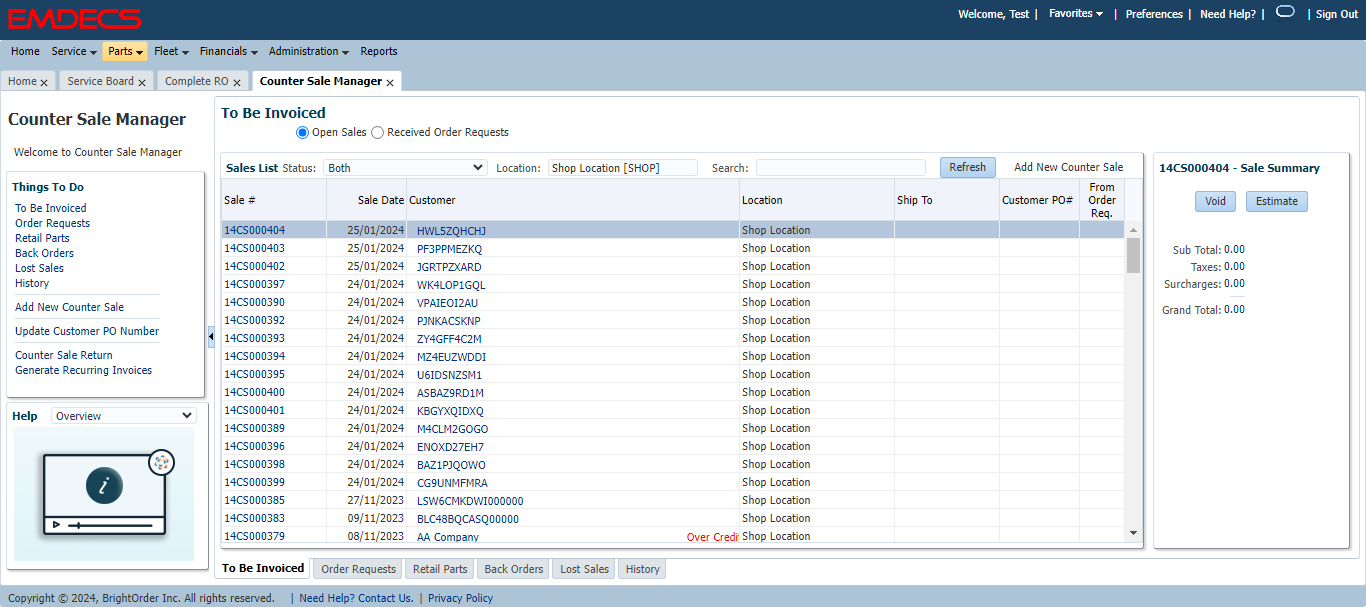 EMDECS
Welcome, Test | Favorites | Preferences | Need Help? | | Sign Out
Home Service Parts Fleet Financials Administration Reports
Home x Service Board x Complete RO x Counter Sale Manager x
Counter Sale Manager
Welcome to Counter Sale Manager
Things To Do
To Be Invoiced
Order Requests
Retail Parts
Back Orders
Lost Sales
History
Add New Counter Sale
Update Customer PO Number
Counter Sale Return
Generate Recurring Invoices
Help Overview
i
To Be Invoiced
Open Sales Received Order Requests
Sales List Status: Both Location: Shop Location [SHOP] Search: Refresh Add New Counter Sale
Sale # Sale Date Customer Location Ship To Customer PO# From Order Req.
14CS000404 25/01/2024 HWL5ZQHCHJ Shop Location
14CS000403 25/01/2024 PF3PPMEZKQ Shop Location
14CS000402 25/01/2024 JGRTPZXARD Shop Location
14CS000397 24/01/2024 WK4LOP1GQL Shop Location
14CS000390 24/01/2024 VPAIEOI2AU Shop Location
14CS000392 24/01/2024 PJNKACSKNP Shop Location
14CS000393 24/01/2024 ZY4GFF4C2M Shop Location
14CS000394 24/01/2024 MZ4EUZWDDI Shop Location
14CS000395 24/01/2024 U6IDSNZSM1 Shop Location
14CS000400 24/01/2024 ASBAZ9RD1M Shop Location
14CS000401 24/01/2024 KBGYXQIDXQ Shop Location
14CS000389 24/01/2024 M4CLM2GOGO Shop Location
14CS000396 24/01/2024 ENOXD27EH7 Shop Location
14CS000398 24/01/2024 BAZ1PJQOWO Shop Location
14CS000399 24/01/2024 CG9UNMFMRA Shop Location
14CS000385 27/11/2023 LSW6CMKDWI000000 Shop Location
14CS000383 09/11/2023 BLC48BQCASQ00000 Shop Location
14CS000379 08/11/2023 AA Company Over Credi Shop Location
14CS000404 - Sale Summary
Void Estimate
Sub Total: 0.00
Taxes: 0.00
Surcharges: 0.00
Grand Total: 0.00
To Be Invoiced Order Requests Retail Parts Back Orders Lost Sales History
Copyright © 2024, BrightOrder Inc. All rights reserved. | Need Help? Contact Us. | Privacy Policy